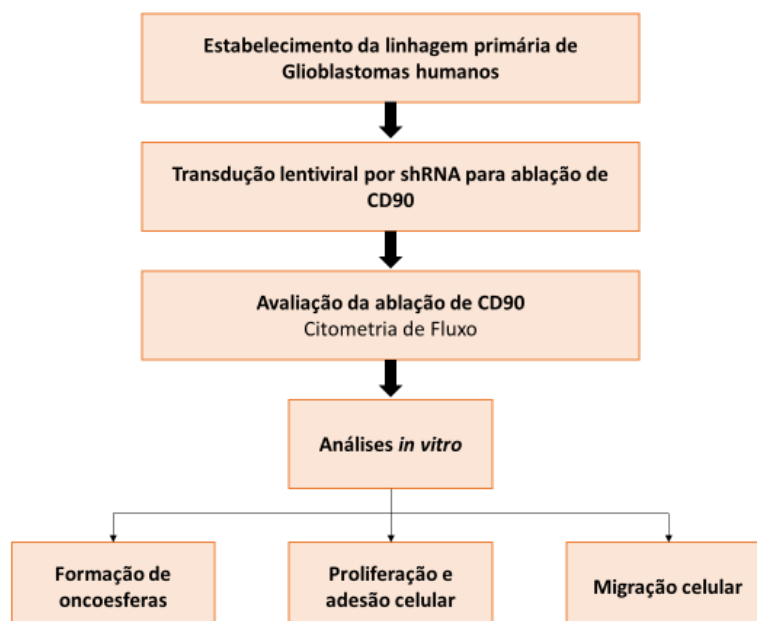 Estabelecimento da linhagem primária de
Glioblastomas humanos
Transdução lentiviral por shRNA para ablação de
CD90
Avaliação da ablação de CD90
Citometria de Fluxo
Análises in vitro
Formação de
oncoesferas
Proliferação e
adesão celular
Migração celular